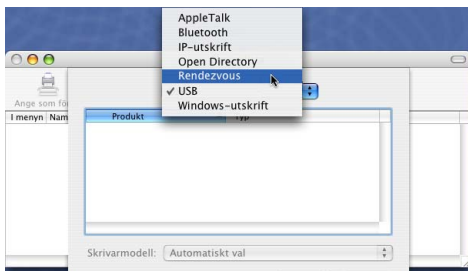 AppleTalk
Bluetooth
IP-utskrift
Open Directory
Rendezvous
✓ USB
Windows-utskrift
Ange som för
I menyn Nam
Produkt Typ
Skrivarmodell: Automatiskt val